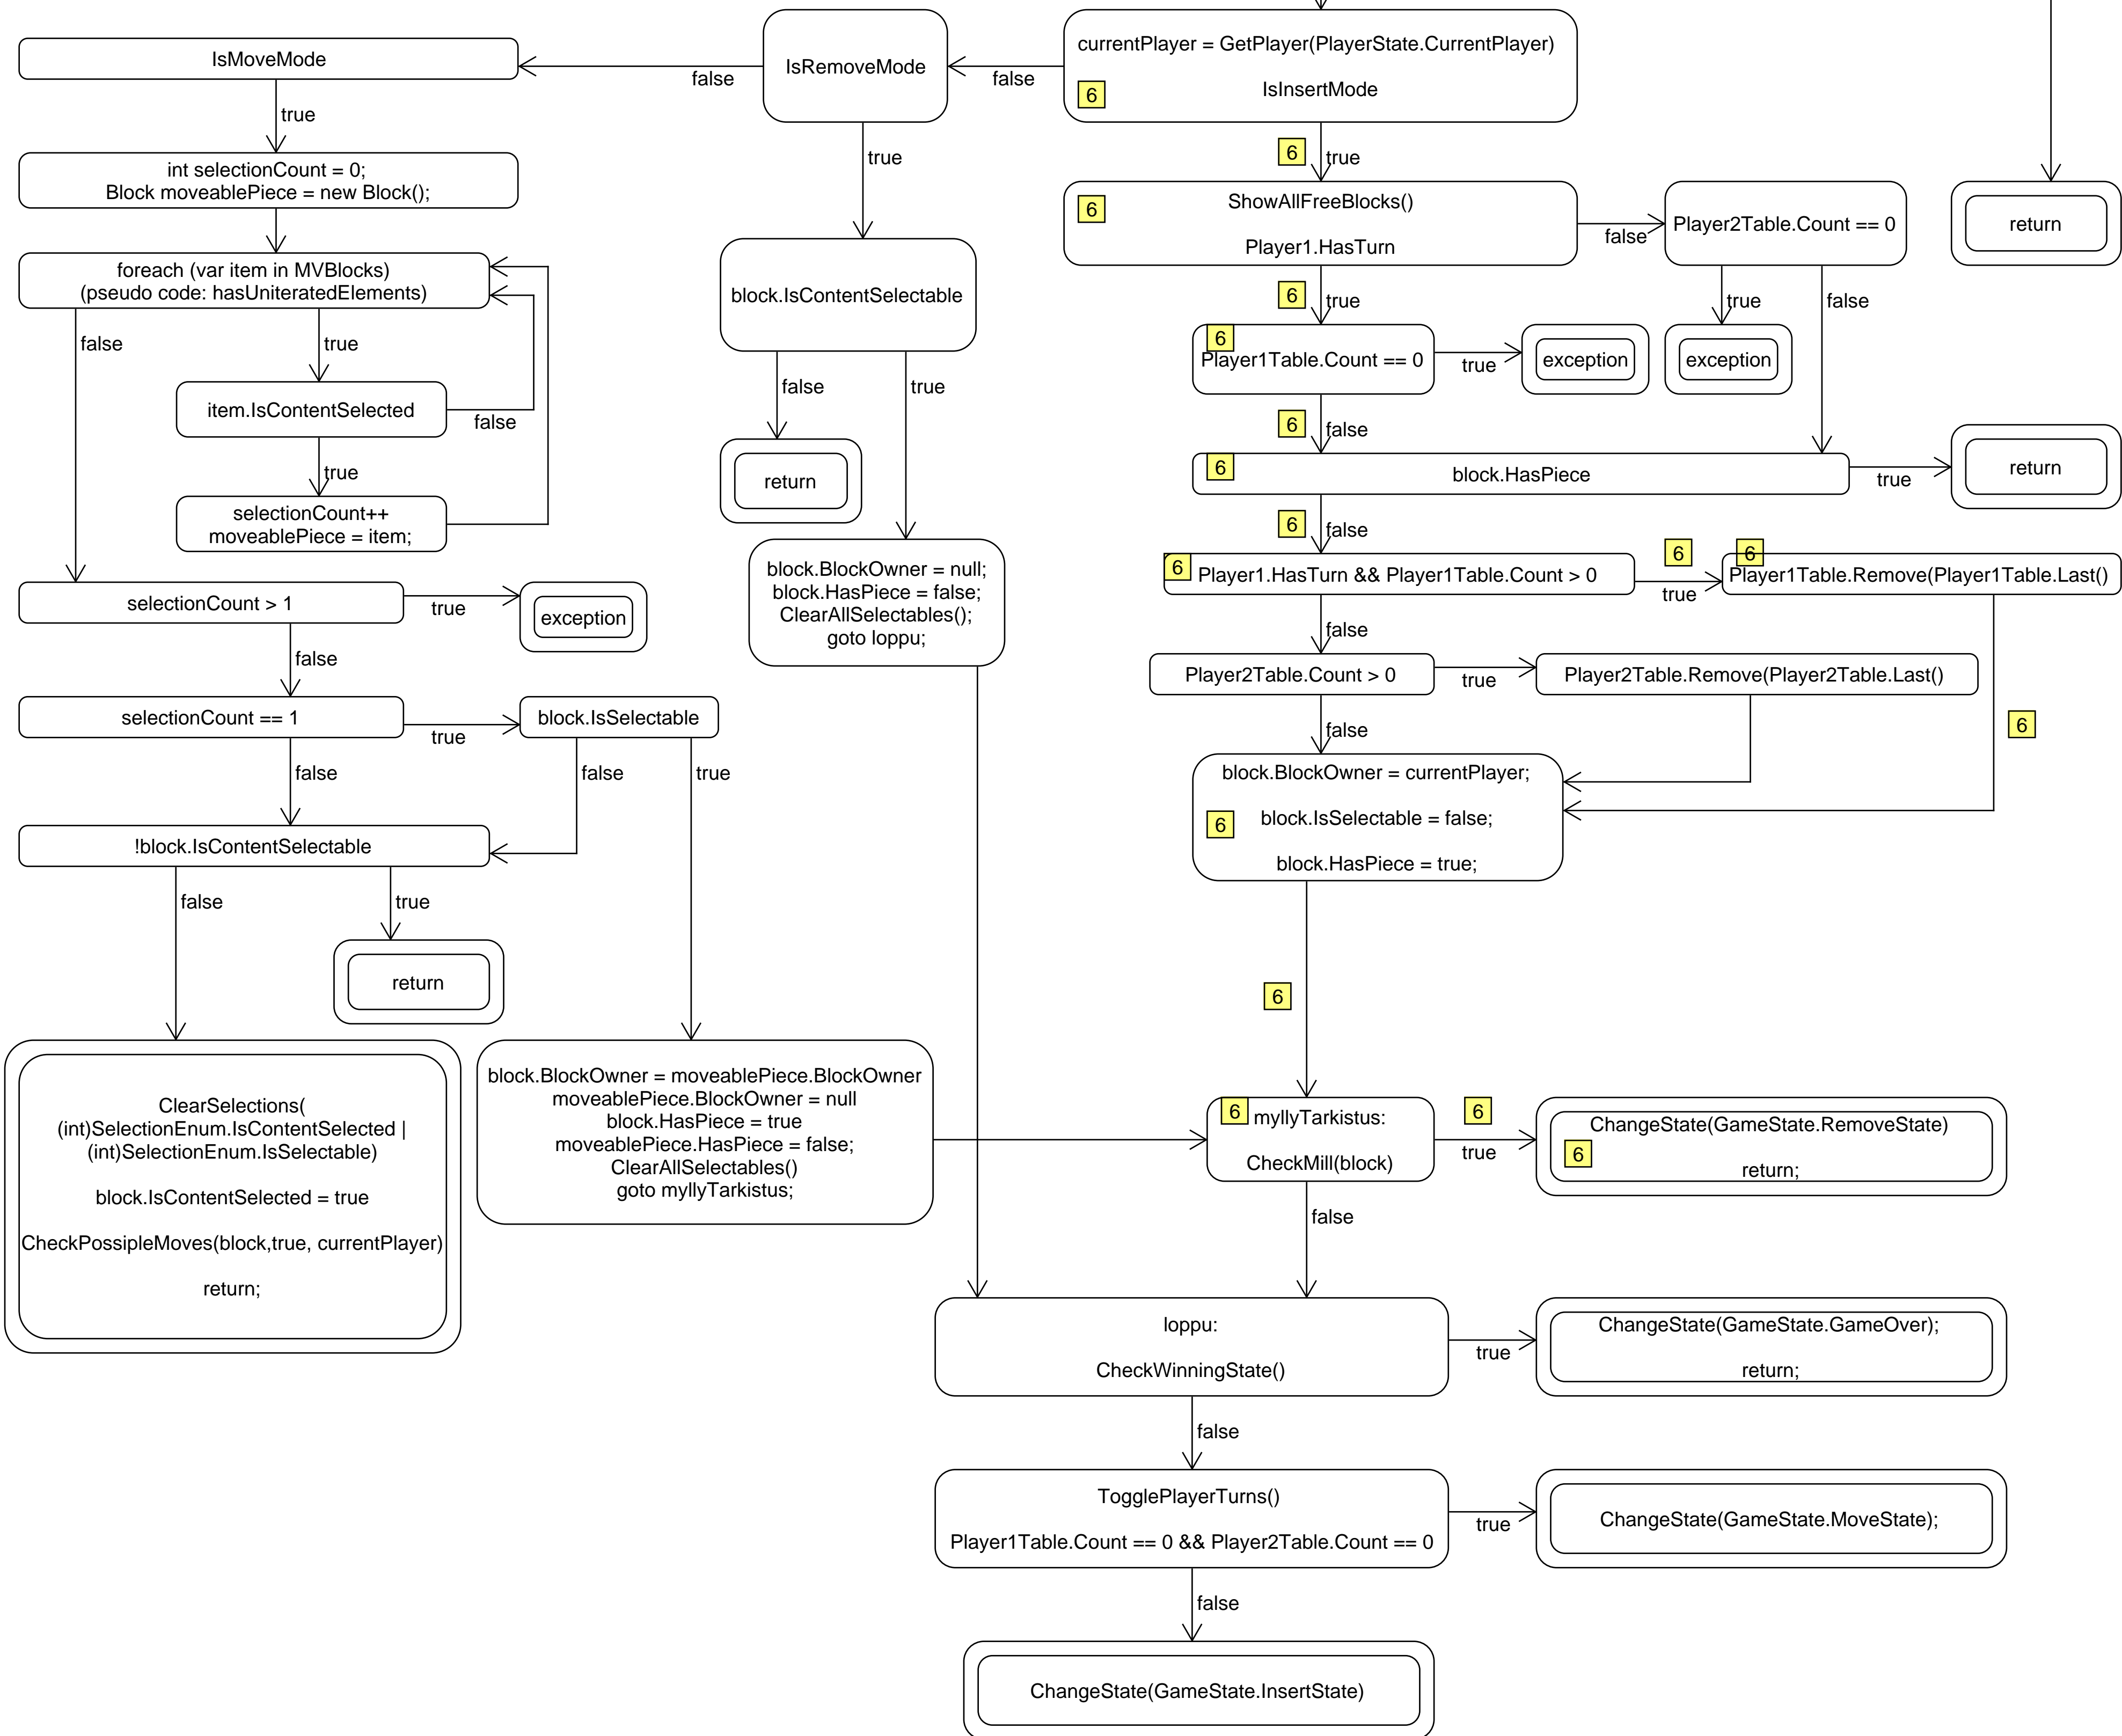 IsMoveMode
false
IsRemoveMode
false
currentPlayer = GetPlayer(PlayerState.CurrentPlayer)
IsInsertMode
6
true
int selectionCount = 0;
Block moveablePiece = new Block();
true
6
true
6
ShowAllFreeBlocks()
Player1.HasTurn
false
Player2Table.Count == 0
return
foreach (var item in MVBlocks)
(pseudo code: hasUniteratedElements)
block.IsContentSelectable
6
true
true
false
false
true
6
Player1Table.Count == 0
true
exception
exception
item.IsContentSelected
false
false
true
6
false
true
return
6
block.HasPiece
true
return
selectionCount++
moveablePiece = item;
6
false
block.BlockOwner = null;
block.HasPiece = false;
ClearAllSelectables();
goto loppu;
6
Player1.HasTurn && Player1Table.Count > 0
6
true
6
Player1Table.Remove(Player1Table.Last()
selectionCount > 1
true
exception
false
false
Player2Table.Count > 0
true
Player2Table.Remove(Player2Table.Last()
selectionCount == 1
true
block.IsSelectable
false
6
false
false
true
block.BlockOwner = currentPlayer;
6
block.IsSelectable = false;
block.HasPiece = true;
!block.IsContentSelectable
false
true
return
6
ClearSelections(
(int)SelectionEnum.IsContentSelected |
(int)SelectionEnum.IsSelectable)
block.IsContentSelected = true
CheckPossipleMoves(block,true, currentPlayer)
return;
block.BlockOwner = moveablePiece.BlockOwner
moveablePiece.BlockOwner = null
block.HasPiece = true
moveablePiece.HasPiece = false;
ClearAllSelectables()
goto myllyTarkistus;
6
myllyTarkistus:
CheckMill(block)
6
true
ChangeState(GameState.RemoveState)
6
return;
false
loppu:
CheckWinningState()
true
ChangeState(GameState.GameOver);
return;
false
TogglePlayerTurns()
Player1Table.Count == 0 && Player2Table.Count == 0
true
ChangeState(GameState.MoveState);
false
ChangeState(GameState.InsertState)